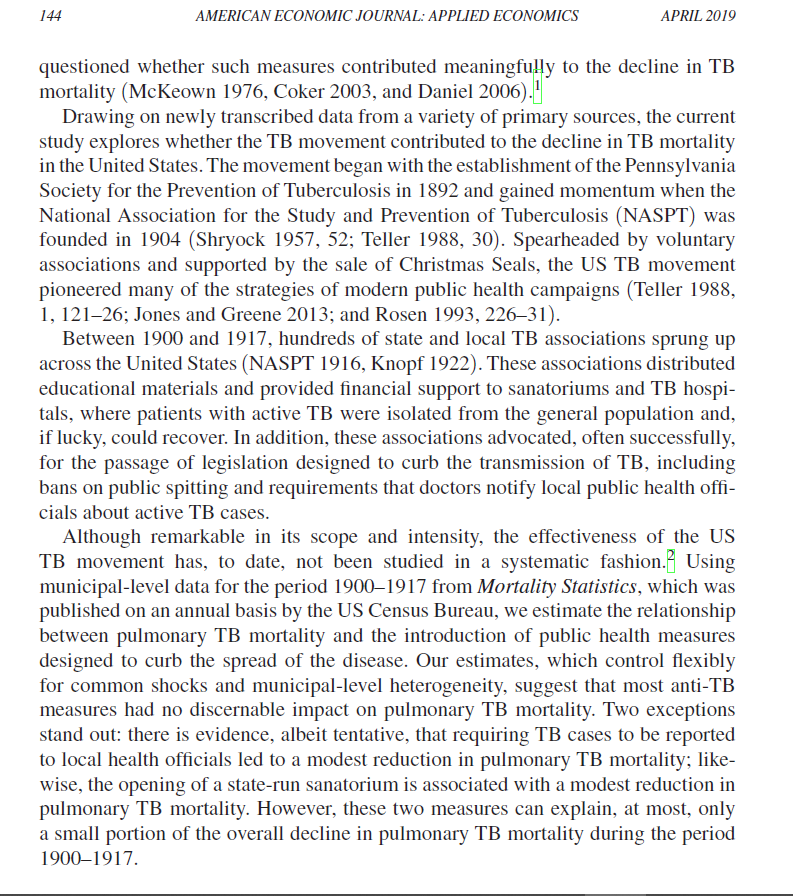 144 AMERICAN ECONOMIC JOURNAL: APPLIED ECONOMICS APRIL 2019
questioned whether such measures contributed meaningfully to the decline in TB
mortality (McKeown 1976, Coker 2003, and Daniel 2006).1
Drawing on newly transcribed data from a variety of primary sources, the current
study explores whether the TB movement contributed to the decline in TB mortality
in the United States. The movement began with the establishment of the Pennsylvania
Society for the Prevention of Tuberculosis in 1892 and gained momentum when the
National Association for the Study and Prevention of Tuberculosis (NASPT) was
founded in 1904 (Shryock 1957, 52; Teller 1988, 30). Spearheaded by voluntary
associations and supported by the sale of Christmas Seals, the US TB movement
pioneered many of the strategies of modern public health campaigns (Teller 1988,
1, 121–26; Jones and Greene 2013; and Rosen 1993, 226–31).
Between 1900 and 1917, hundreds of state and local TB associations sprung up
across the United States (NASPT 1916, Knopf 1922). These associations distributed
educational materials and provided financial support to sanatoriums and TB hospi-
tals, where patients with active TB were isolated from the general population and,
if lucky, could recover. In addition, these associations advocated, often successfully,
for the passage of legislation designed to curb the transmission of TB, including
bans on public spitting and requirements that doctors notify local public health offi-
cials about active TB cases.
Although remarkable in its scope and intensity, the effectiveness of the US
TB movement has, to date, not been studied in a systematic fashion.2 Using
municipal-level data for the period 1900–1917 from Mortality Statistics, which was
published on an annual basis by the US Census Bureau, we estimate the relationship
between pulmonary TB mortality and the introduction of public health measures
designed to curb the spread of the disease. Our estimates, which control flexibly
for common shocks and municipal-level heterogeneity, suggest that most anti-TB
measures had no discernable impact on pulmonary TB mortality. Two exceptions
stand out: there is evidence, albeit tentative, that requiring TB cases to be reported
to local health officials led to a modest reduction in pulmonary TB mortality; like-
wise, the opening of a state-run sanatorium is associated with a modest reduction in
pulmonary TB mortality. However, these two measures can explain, at most, only
a small portion of the overall decline in pulmonary TB mortality during the period
1900–1917.